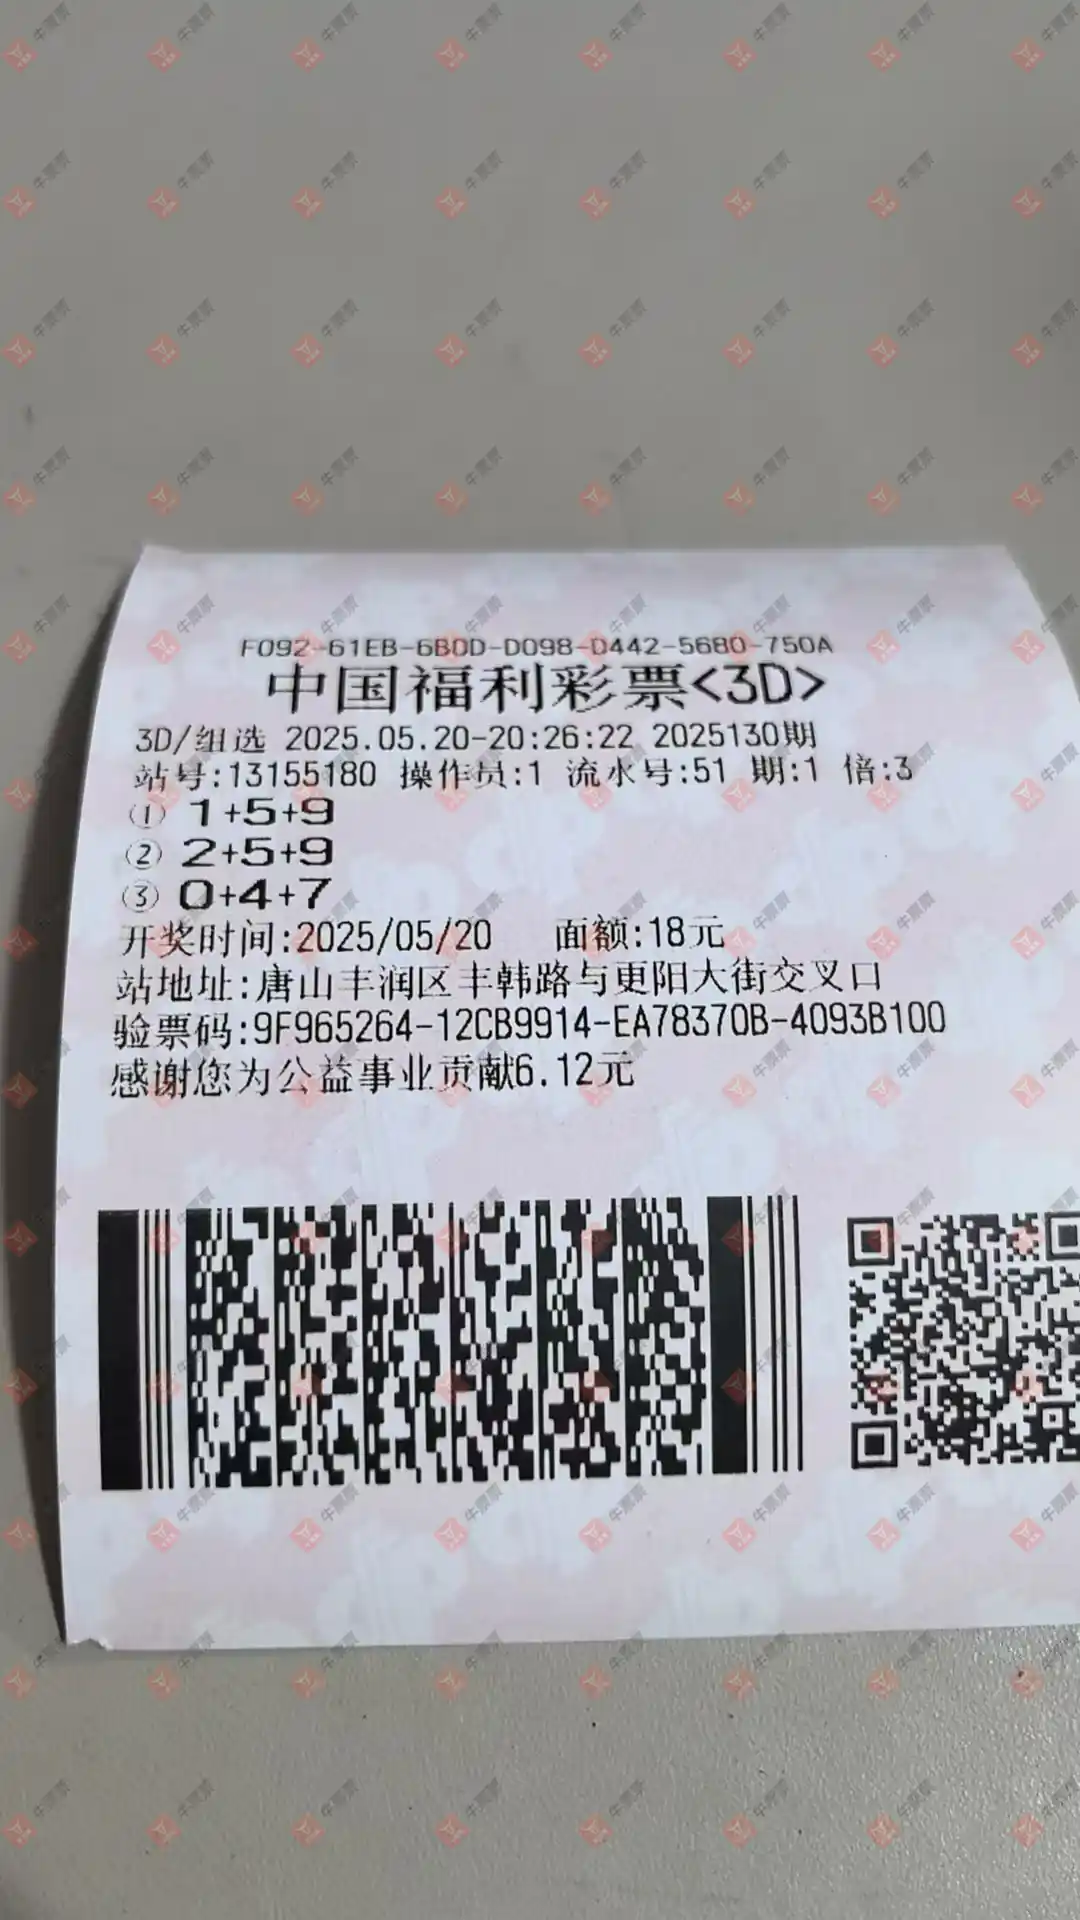 F092-61EB-6BDD-D098-D442-5680-750A
中国福利彩票<3D>
3D/组选 2025.05.20-20:26:22 2025130期
站号:13155180 操作员:1 流水号:51 期:1 倍:3
① 1+5+9
② 2+5+9
③ 0+4+7
开奖时间:2025/05/20 面额:18元
站地址:唐山丰润区丰韩路与更阳大街交叉口
验票码:9F965264-12CB9914-EA78370B-4093B100
感谢您为公益事业贡献6.12元
牛票票